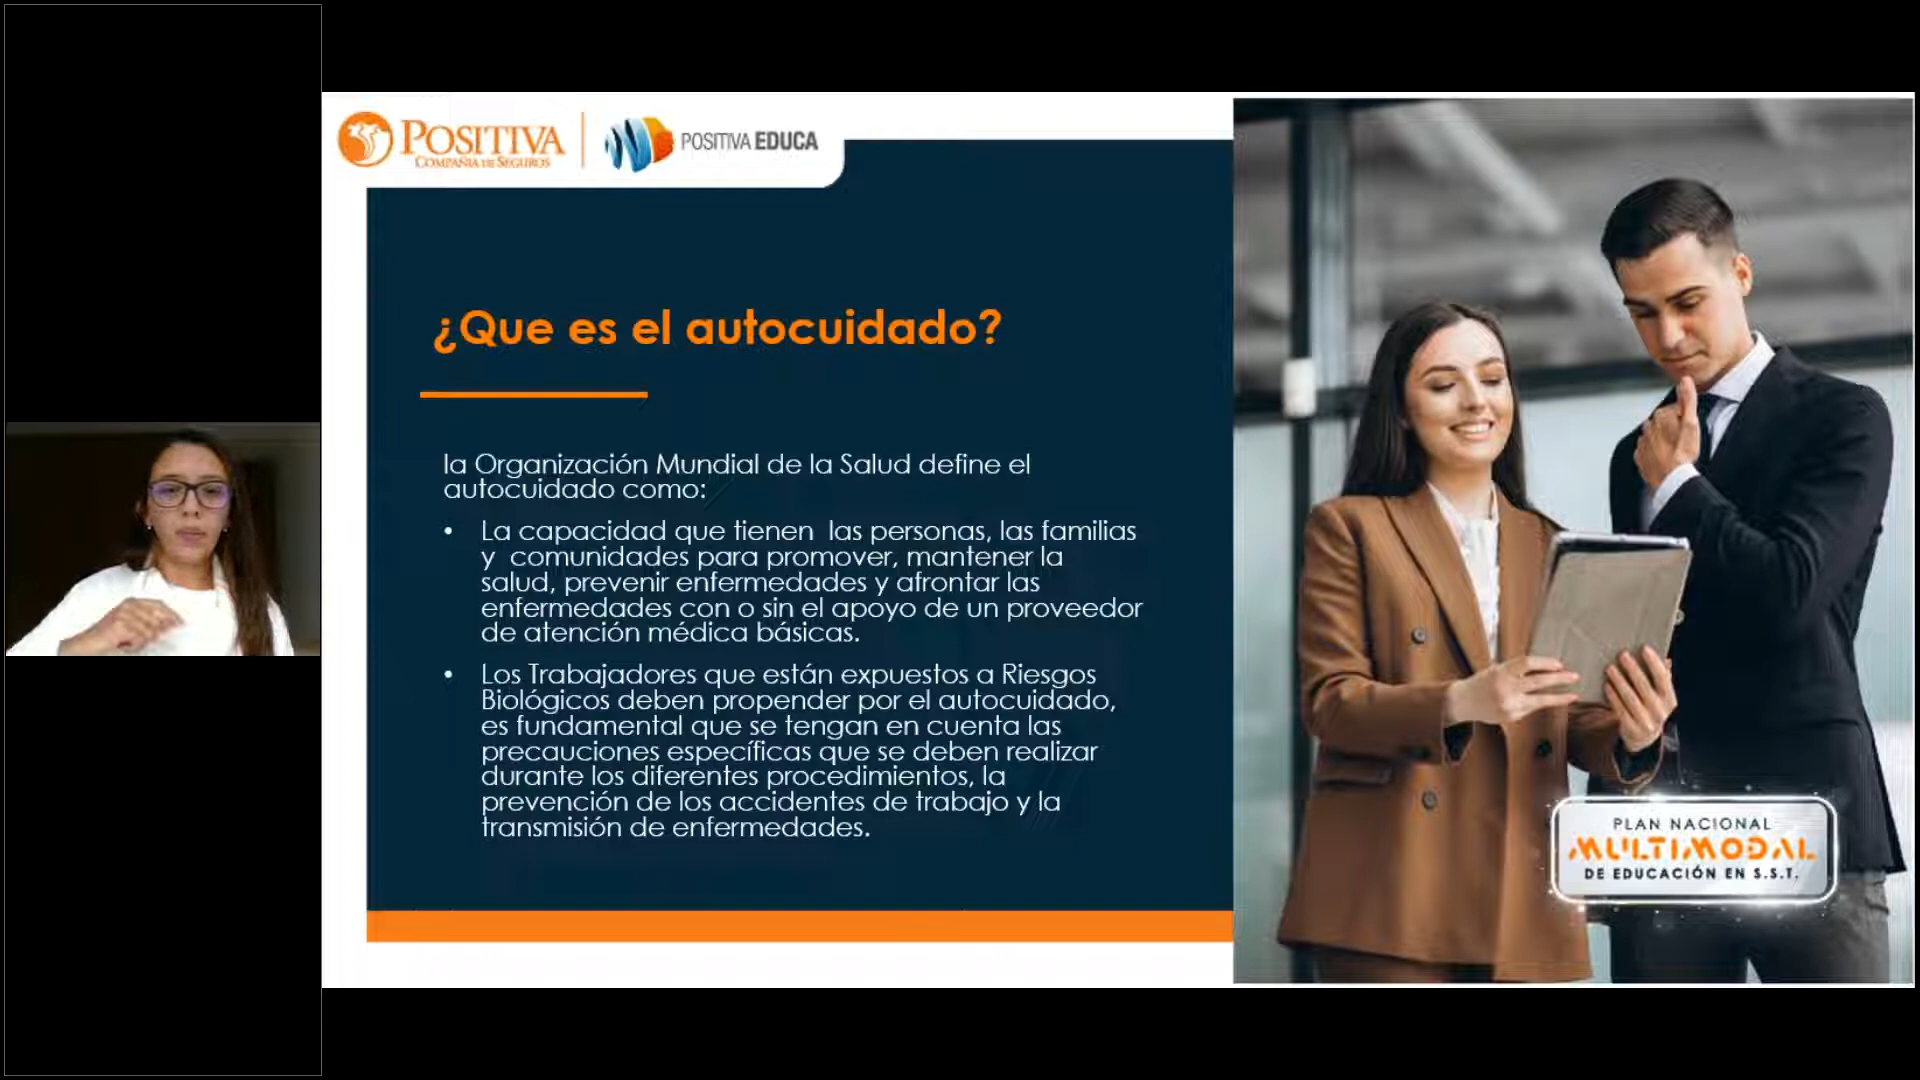 POSITIVA
COMPAÑIA DE SEGUROS
POSITIVA EDUCA
¿Que es el autocuidado?
la Organización Mundial de la Salud define el
autocuidado como:
• La capacidad que tienen las personas, las familias
y comunidades para promover, mantener la
salud, prevenir enfermedades y afrontar las
enfermedades con o sin el apoyo de un proveedor
de atención médica básicas.
• Los Trabajadores que están expuestos a Riesgos
Biológicos deben propender por el autocuidado,
es fundamental que se tengan en cuenta las
precauciones específicas que se deben realizar
durante los diferentes procedimientos, la
prevención de los accidentes de trabajo y la
transmisión de enfermedades.
PLAN NACIONAL
MULTIMODAL
DE EDUCACIÓN EN S.S.T.